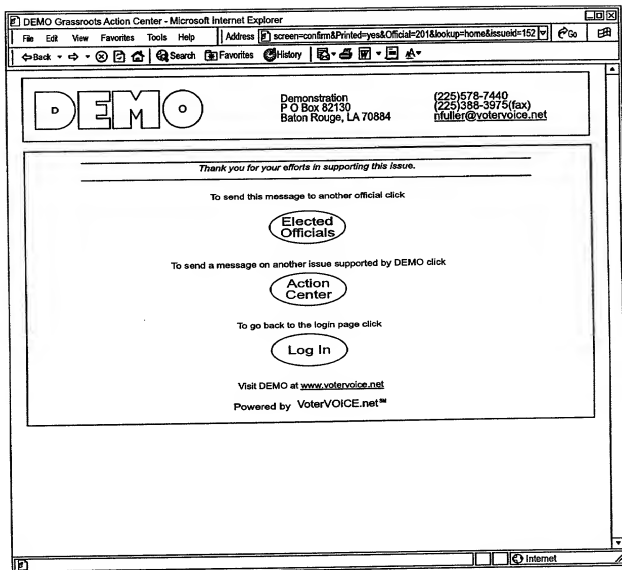 DEMO Grassroots Action Center - Microsoft Internet Explorer
File Edit View Favorites Tools Help Address screen=confirm&Printed=yes&Official=201&lookup=home&issueid=152 Go
Back Search Favorites History
DEMO
Demonstration
P O Box 82130
Baton Rouge, LA 70884
(225)578-7440
(225)388-3975(fax)
nfuller@votervoice.net
Thank you for your efforts in supporting this issue.
To send this message to another official click
Elected
Officials
To send a message on another issue supported by DEMO click
Action
Center
To go back to the login page click
Log In
Visit DEMO at www.votervoice.net
Powered by VoterVOICE.net℠
Internet